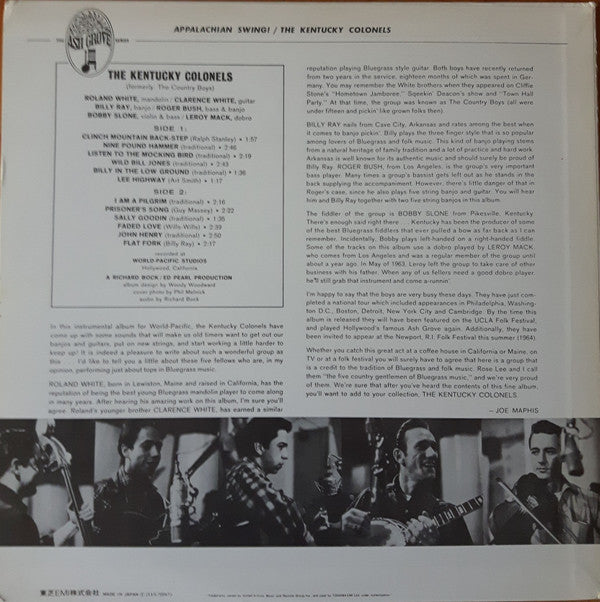 APPALACHIAN SWING! / THE KENTUCKY COLONELS
THE
ASH GROVE
SERIES
THE KENTUCKY COLONELS
(formerly, The Country Boys)
ROLAND WHITE, mandolin / CLARENCE WHITE, guitar
BILLY RAY, banjo / ROGER BUSH, bass & banjo
BOBBY SLONE, violin & bass / LEROY MACK, dobro
SIDE 1:
CLINCH MOUNTAIN BACK-STEP (Ralph Stanley) • 1:57
NINE POUND HAMMER (traditional) • 2:46
LISTEN TO THE MOCKING BIRD (traditional) • 2:19
WILD BILL JONES (traditional) • 2:43
BILLY IN THE LOW GROUND (traditional) • 1:36
LEE HIGHWAY (Art Smith) • 1:17
SIDE 2:
I AM A PILGRIM (traditional) • 2:16
PRISONER'S SONG (Guy Massey) • 2:22
SALLY GOODIN (traditional) • 1:35
FADED LOVE (Wills-Wills) • 2:39
JOHN HENRY (traditional) • 2:50
FLAT FORK (Billy Ray) • 2:17
recorded at
WORLD-PACIFIC STUDIOS
Hollywood, California
A RICHARD BOCK/ED PEARL PRODUCTION
album design by Woody Woodward
cover photo by Phil Melnick
audio by Richard Bock
In this instrumental album for World-Pacific, the Kentucky Colonels have
come up with some sounds that will make us old timers want to get out our
banjos and guitars, put on new strings, and start working a little harder to
keep up! It is indeed a pleasure to write about such a wonderful group as
this . . . I'd like to tell you a little about these five fellows who are, in my
opinion, performing just about tops in Bluegrass music.
ROLAND WHITE, born in Lewiston, Maine and raised in California, has the
reputation of being the best young Bluegrass mandolin player to come along
in many years. After hearing his amazing work on this album, I'm sure you'll
agree. Roland's younger brother CLARENCE WHITE, has earned a similar
reputation playing Bluegrass style guitar. Both boys have recently returned
from two years in the service, eighteen months of which was spent in Ger-
many. You may remember the White brothers when they appeared on Cliffie
Stone's "Hometown Jamboree," Squeekin' Deacon's show and "Town Hall
Party." At that time, the group was known as The Country Boys (all were
under fifteen and pickin' like grown folks then).
BILLY RAY nails from Cave City, Arkansas and rates among the best when
it comes to banjo pickin'. Billy plays the three finger style that is so popular
among lovers of Bluegrass and folk music. This kind of banjo playing stems
from a natural heritage of family tradition and a lot of practice and hard work.
Arkansas is well known for its authentic music and should surely be proud of
Billy Ray. ROGER BUSH, from Los Angeles, is the group's very important
bass player. Many times a group's bassist gets left out as he stands in the
back supplying the accompaniment. However, there's little danger of that in
Roger's case, since he also plays five string banjo and guitar. You will hear
him and Billy Ray together with two five string banjos in this album.
The fiddler of the group is BOBBY SLONE from Pikesville, Kentucky.
There's enough said right there . . . Kentucky has been the producer of some
of the best Bluegrass fiddlers that ever pulled a bow as far back as I can
remember. Incidentally, Bobby plays left-handed on a right-handed fiddle.
Some of the tracks on this album use a dobro played by LEROY MACK
who comes from Los Angeles and was a regular member of the group until
about a year ago. In May of 1963, Leroy left the group to take care of other
business with his father. When any of us fellers need a good dobro player,
he'll still grab that instrument and come a-runnin'.
I'm happy to say that the boys are very busy these days. They have just com-
pleted a national tour which included appearances in Philadelphia, Washing-
ton D.C., Boston, Detroit, New York City and Cambridge. By the time this
album is released they will have been featured on the UCLA Folk Festival,
and played Hollywood's famous Ash Grove again. Additionally, they have
been invited to appear at the Newport, R.I. Folk Festival this summer (1964).
Whether you catch this great act at a coffee house in California or Maine, on
TV or at a folk festival you will surely have to agree that here is a group that
is a credit to the tradition of Bluegrass and folk music. Rose Lee and I call
them "the five country gentlemen of Bluegrass music," and we're very proud
of them. We're sure that after you've heard the contents of this fine album,
you'll want to add to your collection, THE KENTUCKY COLONELS.
– JOE MAPHIS
東芝EMI株式会社 MADE IN JAPAN